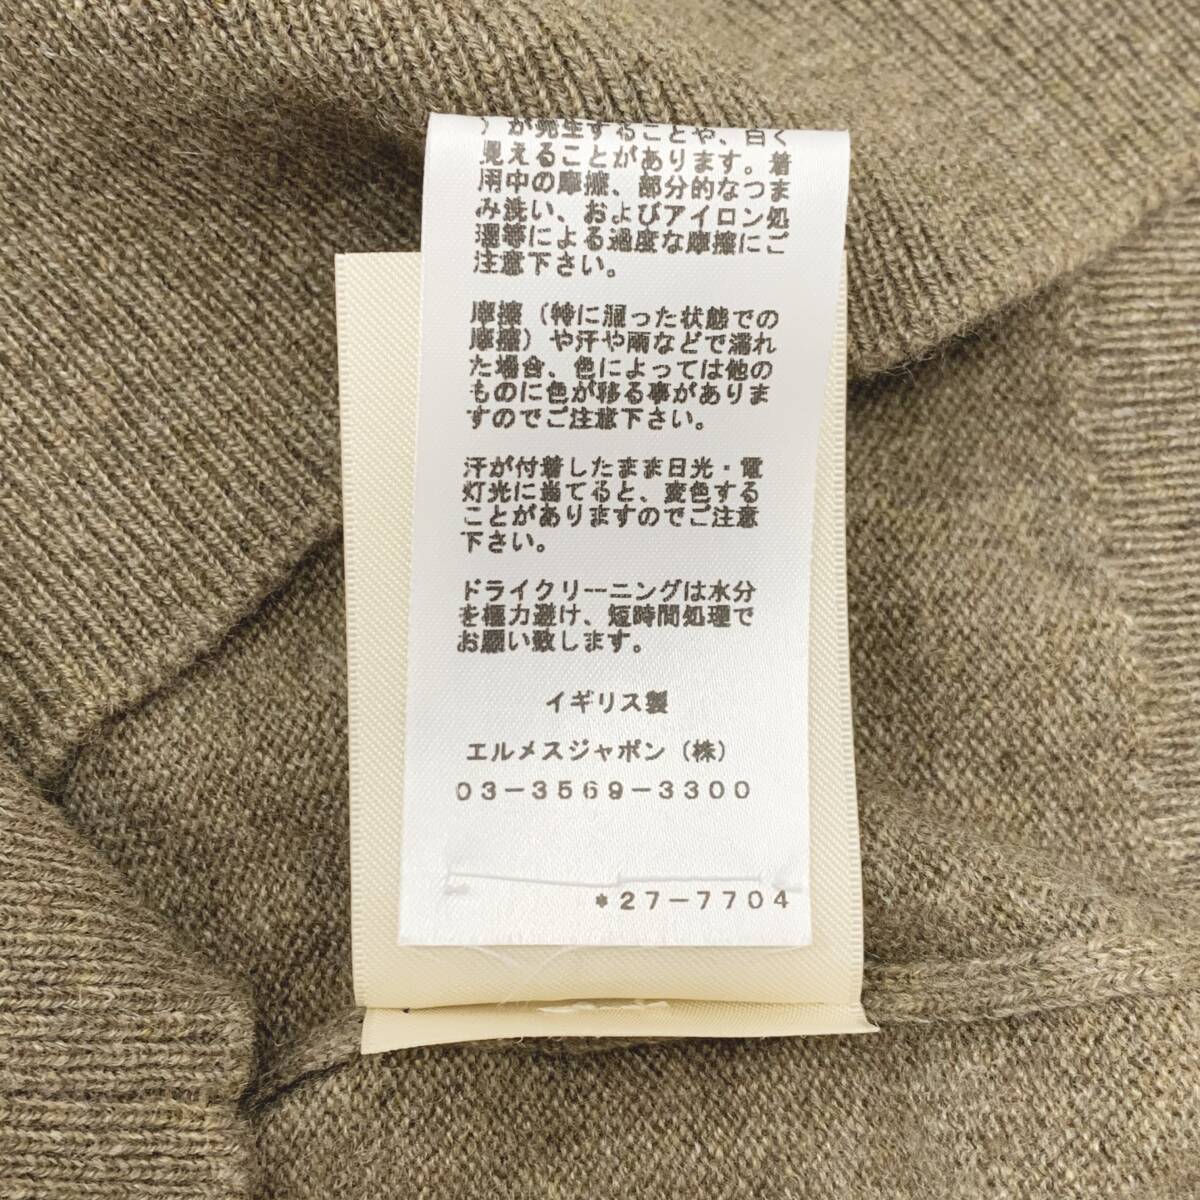 ）が発生することや、白く
見えることがあります。着
用中の摩擦、部分的なつま
み洗い、およびアイロン処
理等による過度な摩擦にご
注意下さい。
摩擦（特に湿った状態での
摩擦）や汗や雨などで濡れ
た場合、色によっては他の
ものに色が移る事がありま
すのでご注意下さい。
汗が付着したまま日光・電
灯光に当てると、変色する
ことがありますのでご注意
下さい。
ドライクリーニングは水分
を極力避け、短時間処理で
お願い致します。
イギリス製
エルメスジャポン（株）
03-3569-3300
*27-7704